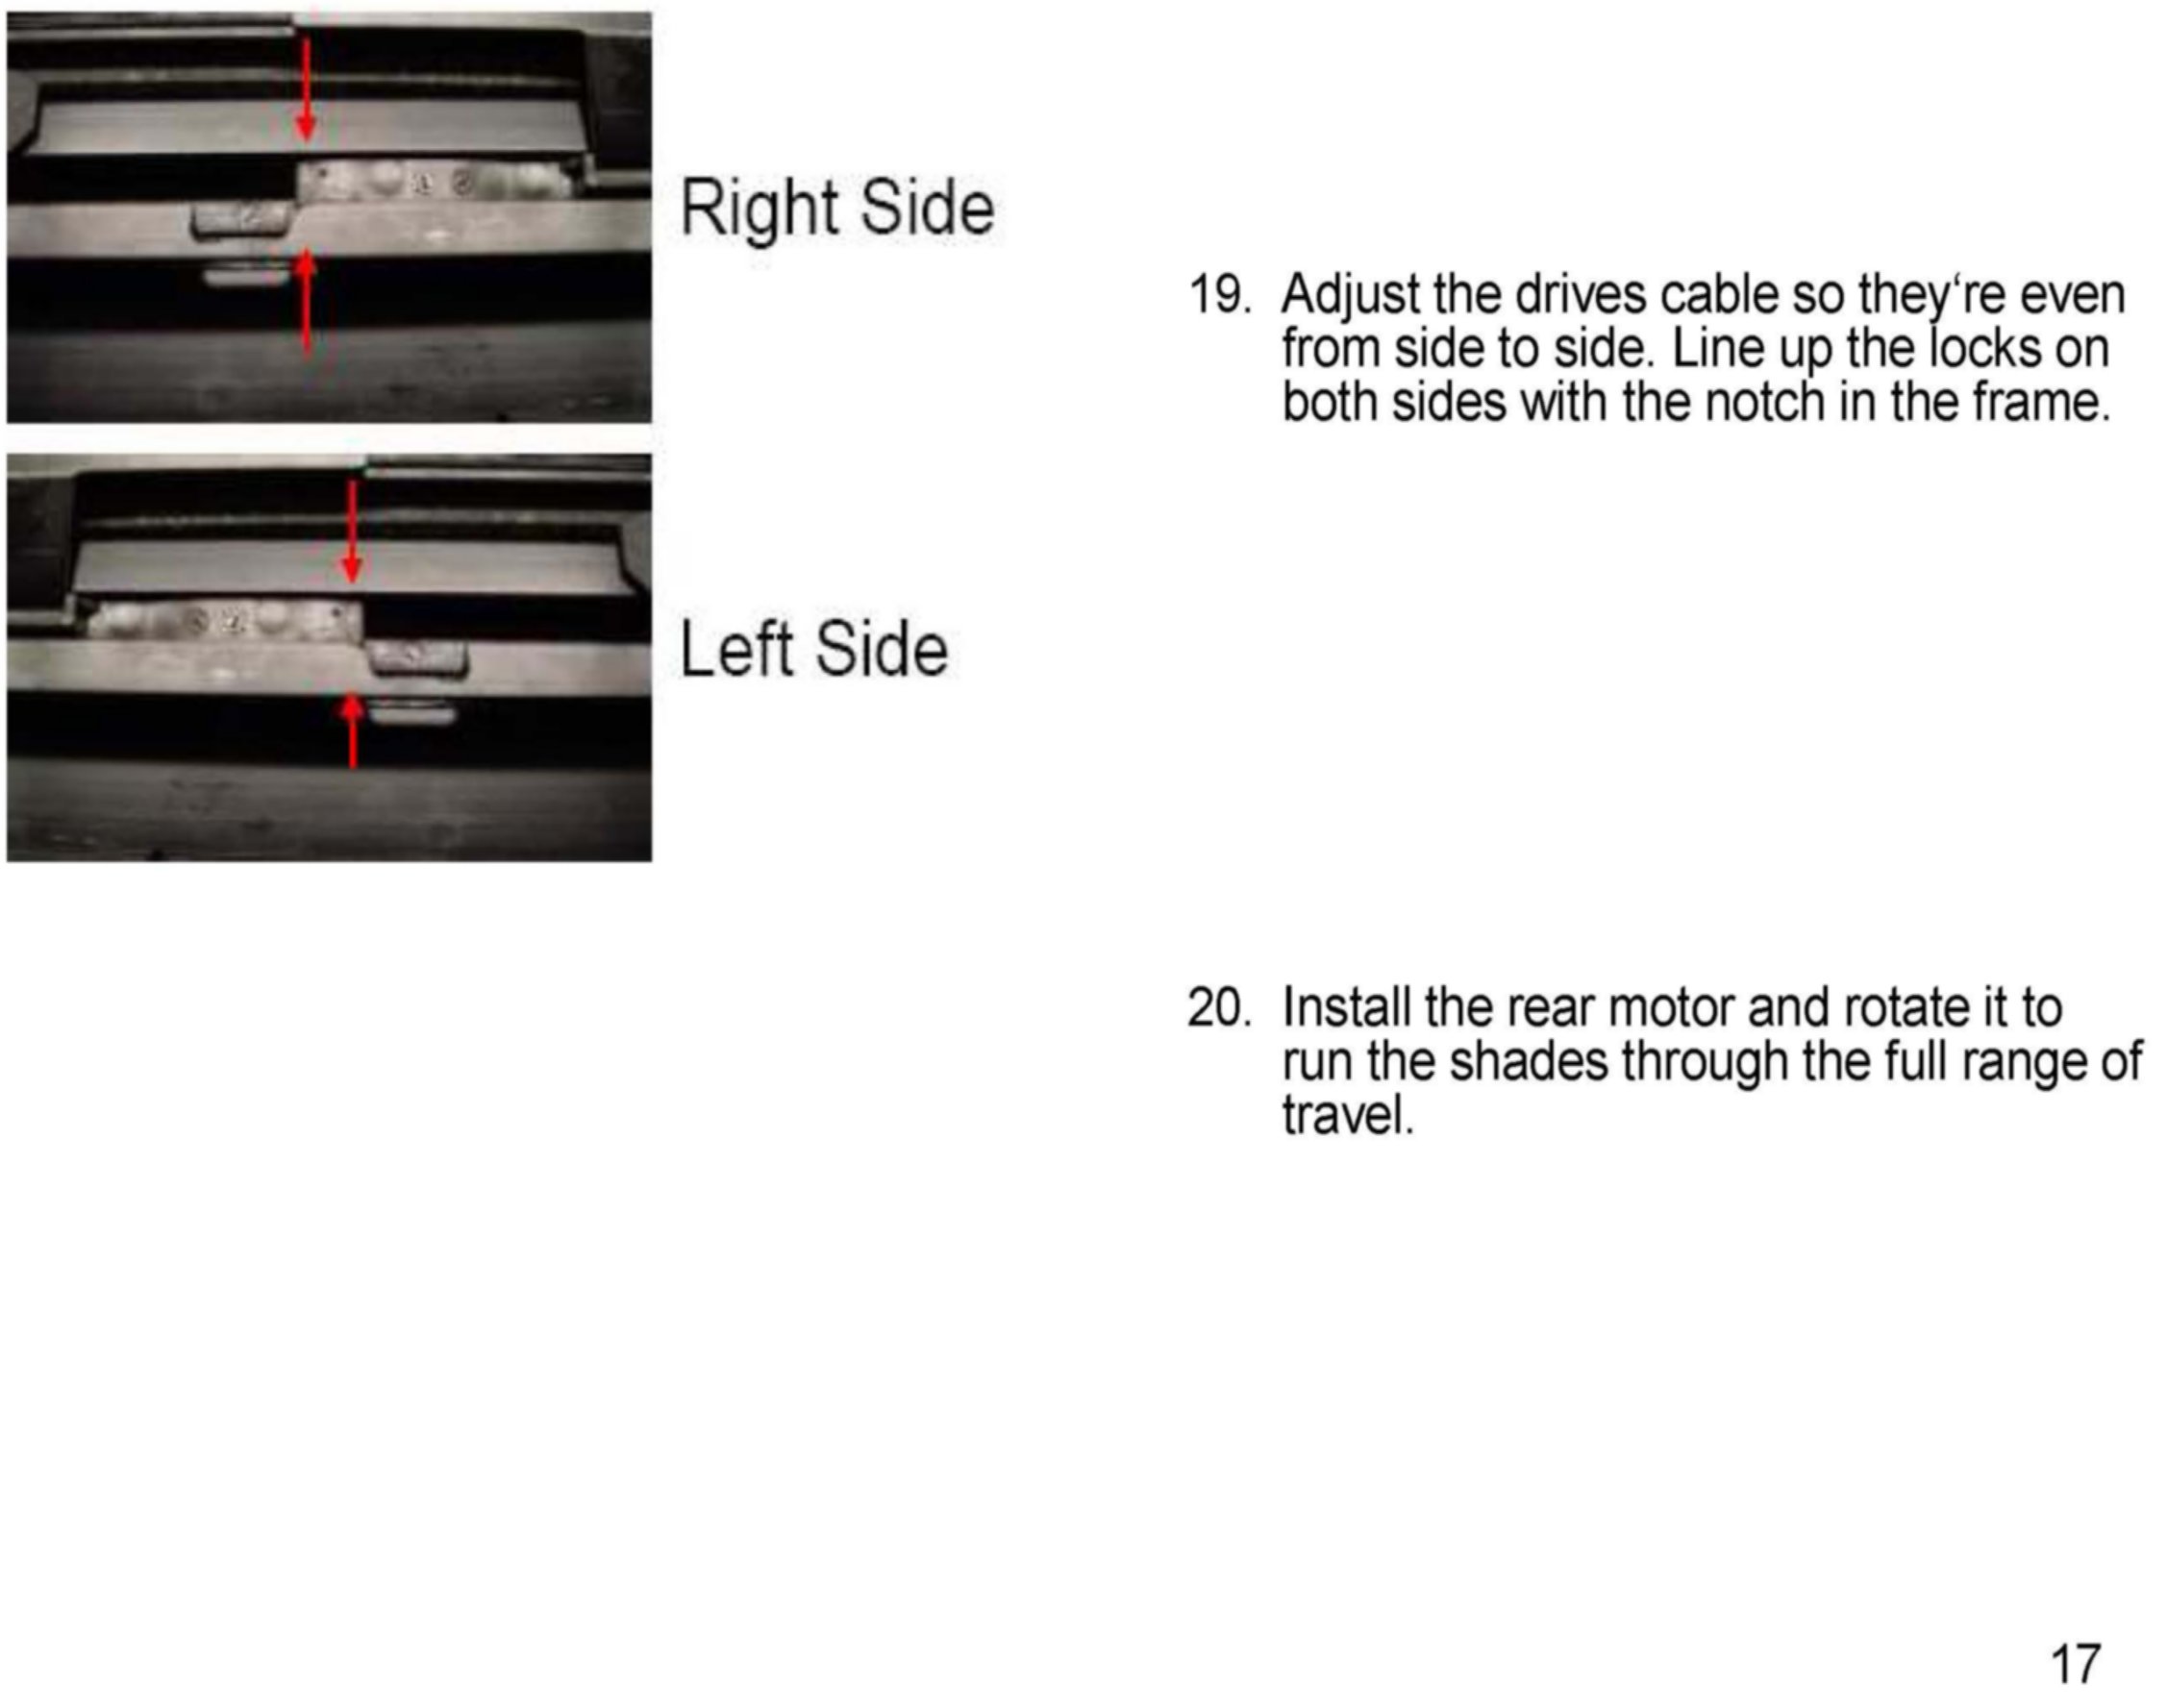 Right Side
19. Adjust the drives cable so they‘re even
from side to side. Line up the locks on
both sides with the notch in the frame.
Left Side
20. Install the rear motor and rotate it to
run the shades through the full range of
travel.
17